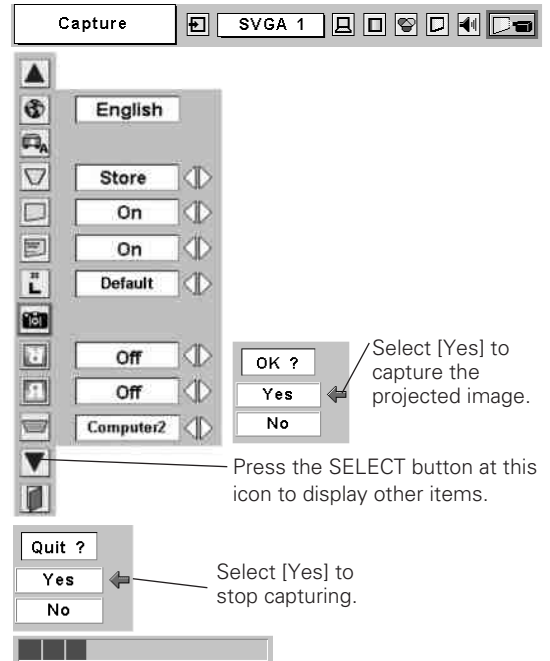 Capture
SVGA 1
English
Store
On
On
Default
Off
Off
Computer2
OK ?
Yes
No
Select [Yes] to
capture the
projected image.
Press the SELECT button at this
icon to display other items.
Quit ?
Yes
No
Select [Yes] to
stop capturing.